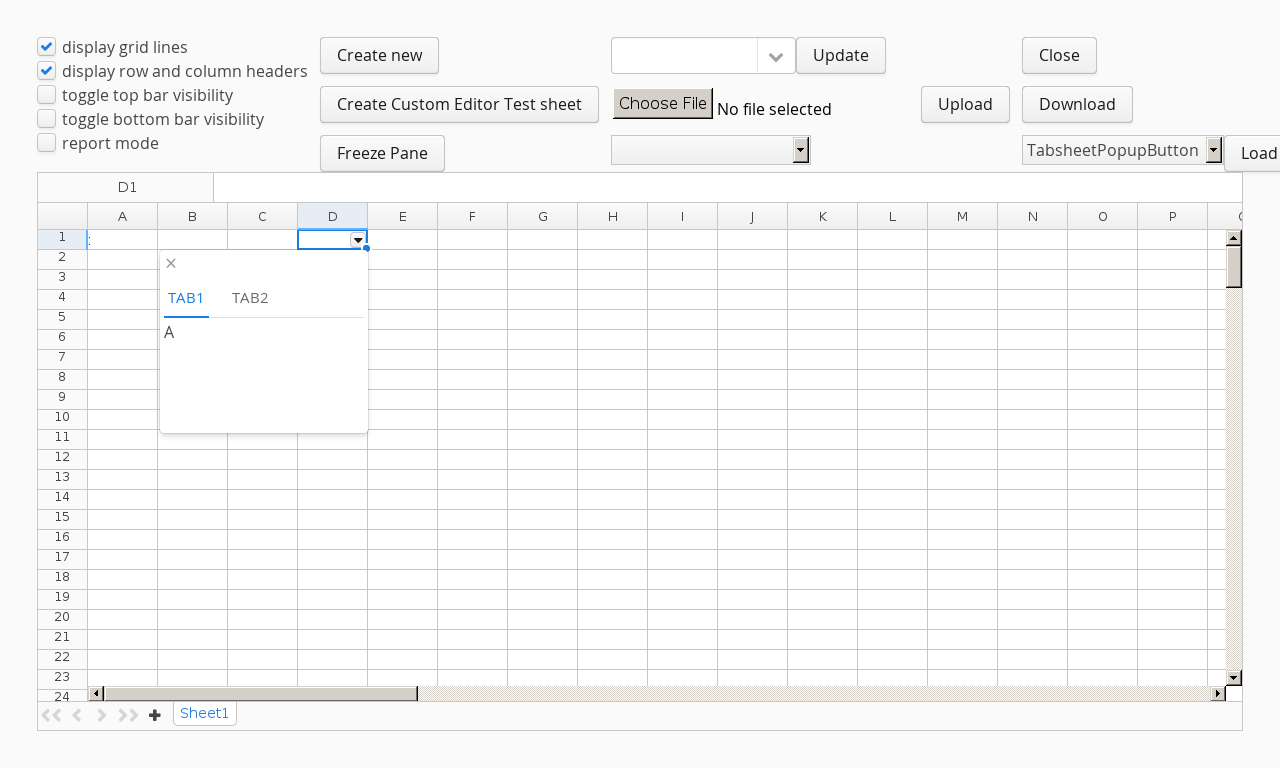 display grid lines
display row and column headers
toggle top bar visibility
toggle bottom bar visibility
report mode
Create new
Update
Close
Create Custom Editor Test sheet
Choose File No file selected
Upload
Download
Freeze Pane
TabsheetPopupButton
Load
D1
A B C D E F G H I J K L M N O P
1 :
2
3
4
5
6
7
8
9
10
11
12
13
14
15
16
17
18
19
20
21
22
23
24
×
TAB1 TAB2
A
Sheet1